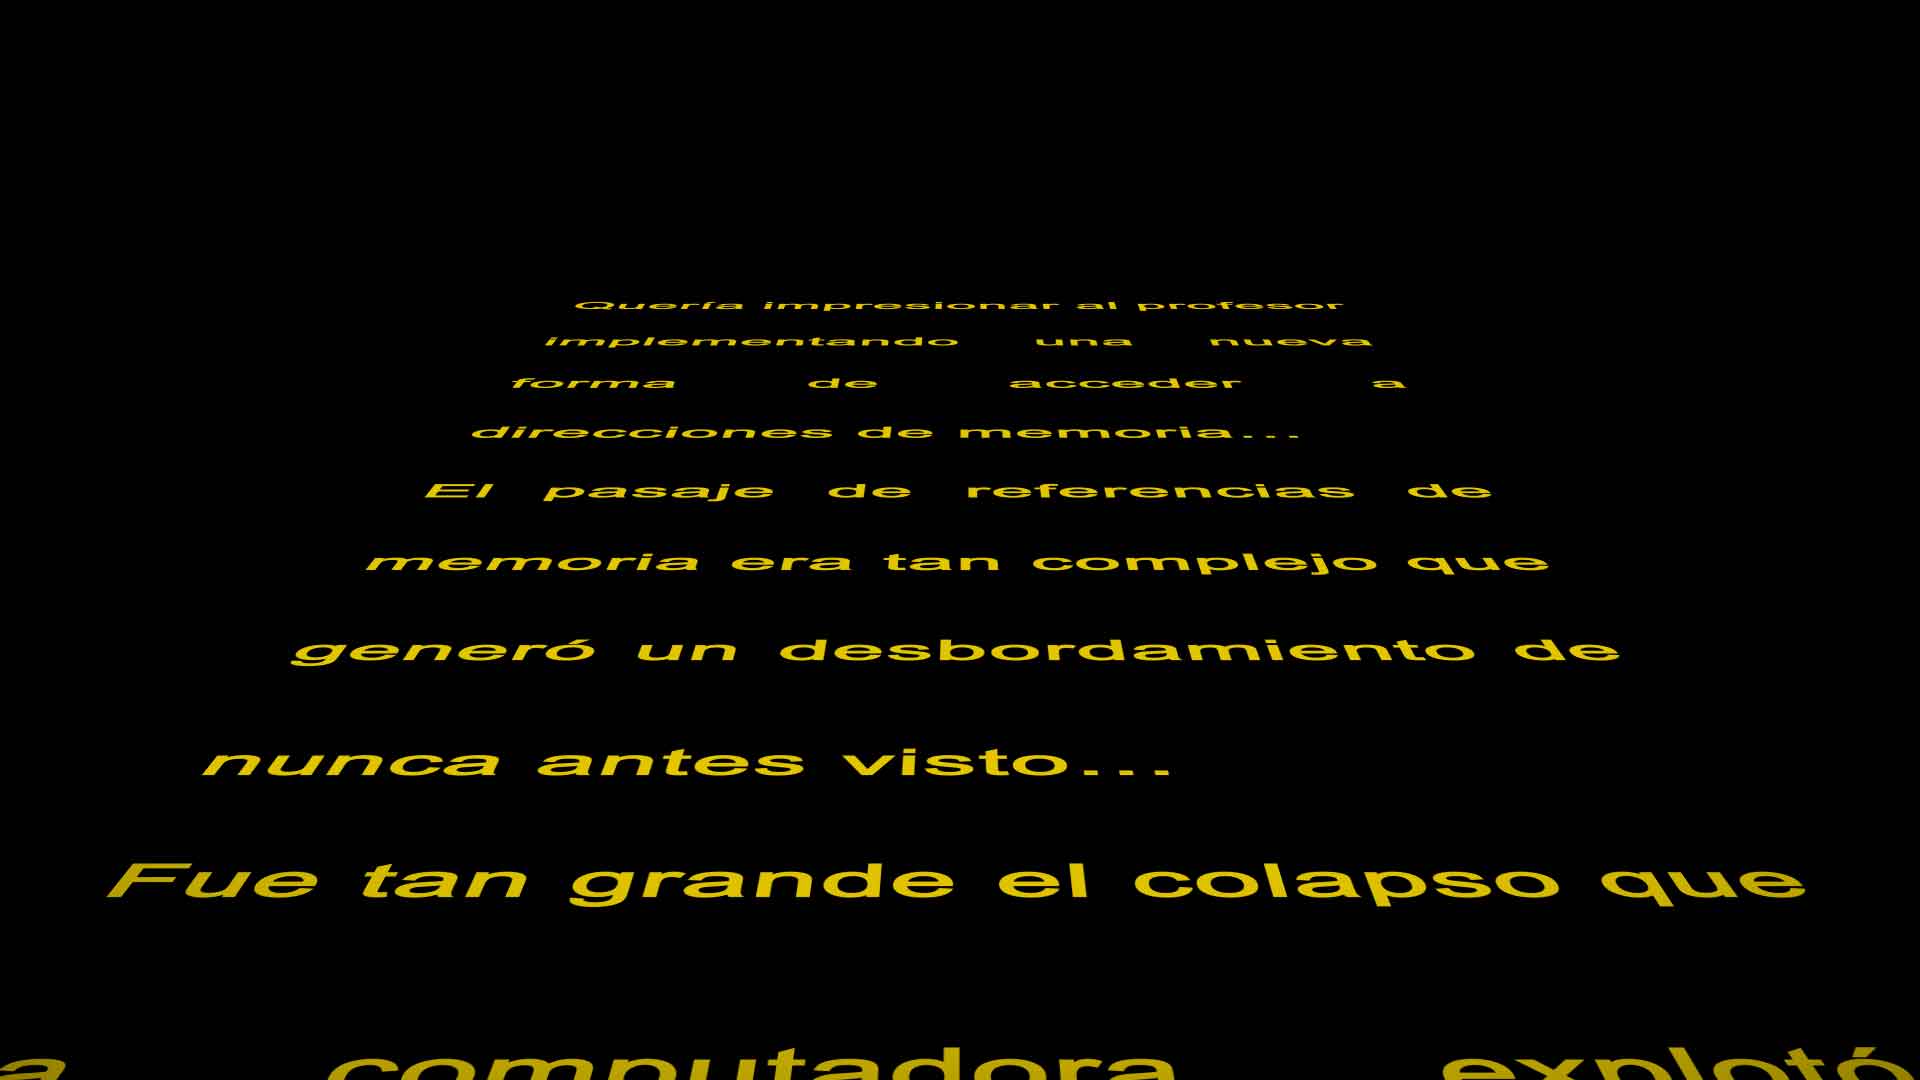 Quería impresionar al profesor
implementando una nueva
forma de acceder a
direcciones de memoria...
El pasaje de referencias de
memoria era tan complejo que
generó un desbordamiento de
nunca antes visto...
Fue tan grande el colapso que
computadora explotó